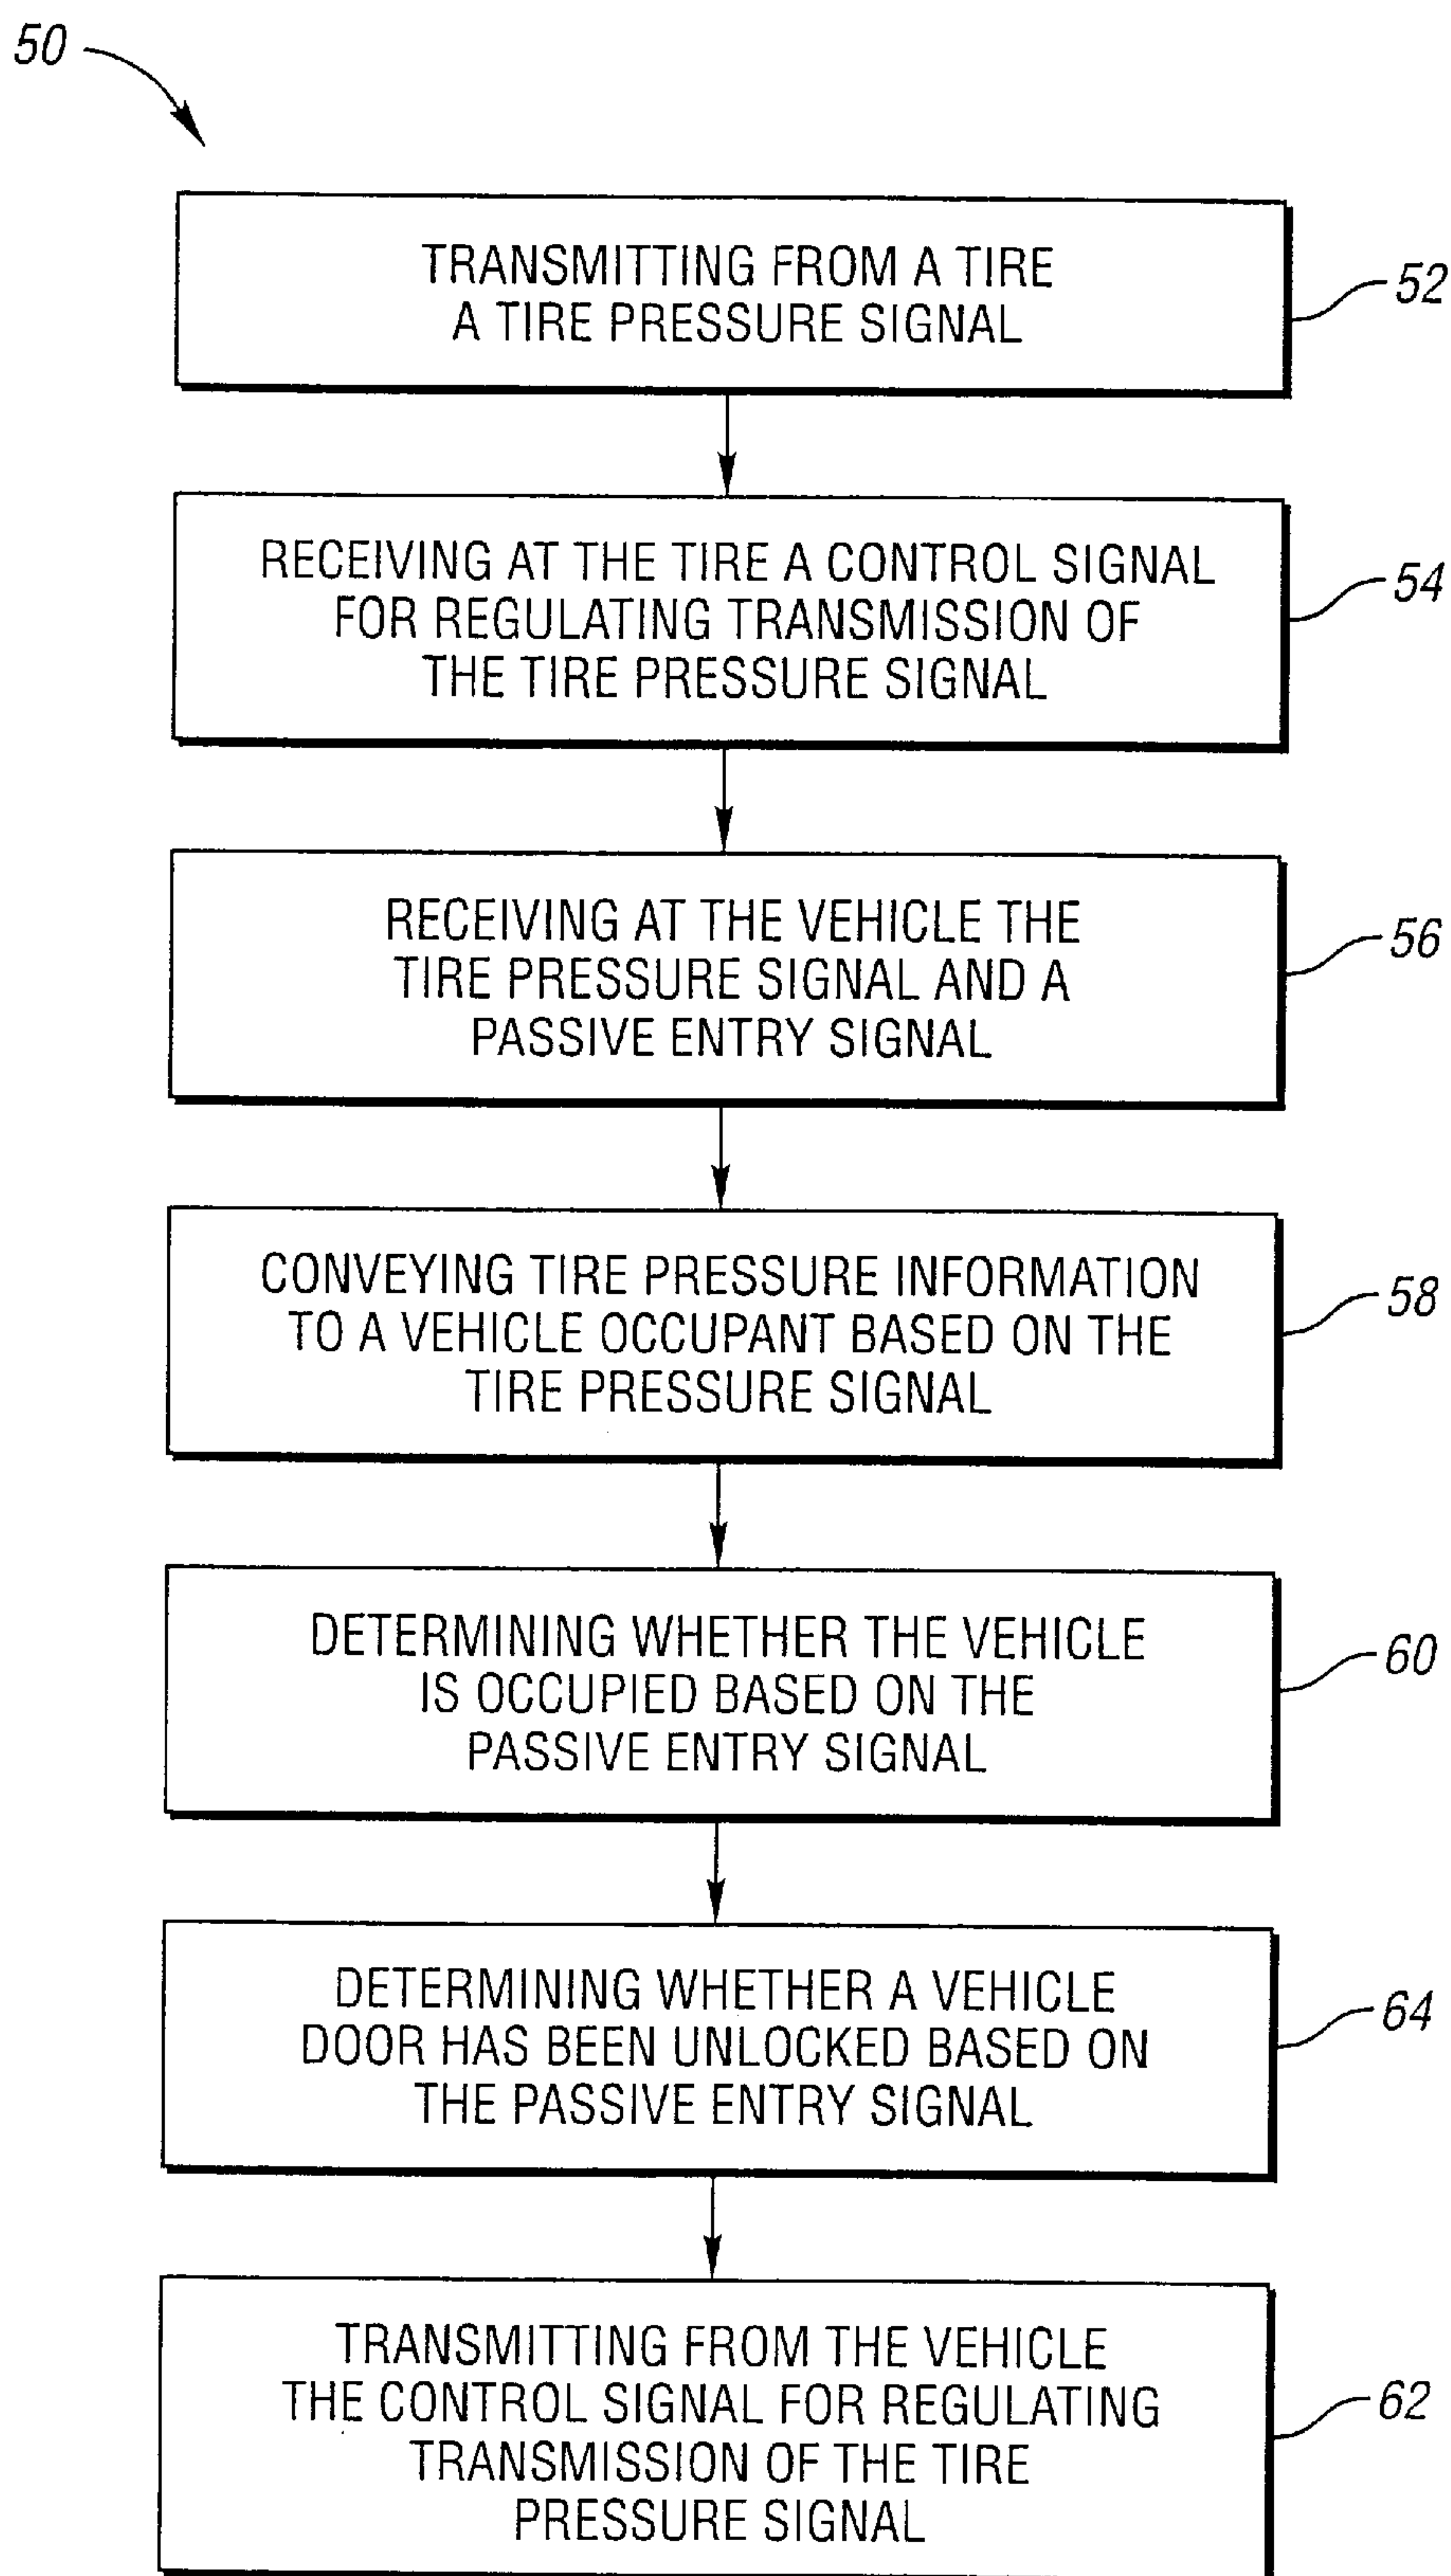 50
TRANSMITTING FROM A TIRE
A TIRE PRESSURE SIGNAL
52
RECEIVING AT THE TIRE A CONTROL SIGNAL
FOR REGULATING TRANSMISSION OF
THE TIRE PRESSURE SIGNAL
54
RECEIVING AT THE VEHICLE THE
TIRE PRESSURE SIGNAL AND A
PASSIVE ENTRY SIGNAL
56
CONVEYING TIRE PRESSURE INFORMATION
TO A VEHICLE OCCUPANT BASED ON THE
TIRE PRESSURE SIGNAL
58
DETERMINING WHETHER THE VEHICLE
IS OCCUPIED BASED ON THE
PASSIVE ENTRY SIGNAL
60
DETERMINING WHETHER A VEHICLE
DOOR HAS BEEN UNLOCKED BASED ON
THE PASSIVE ENTRY SIGNAL
64
TRANSMITTING FROM THE VEHICLE
THE CONTROL SIGNAL FOR REGULATING
TRANSMISSION OF THE TIRE
PRESSURE SIGNAL
62